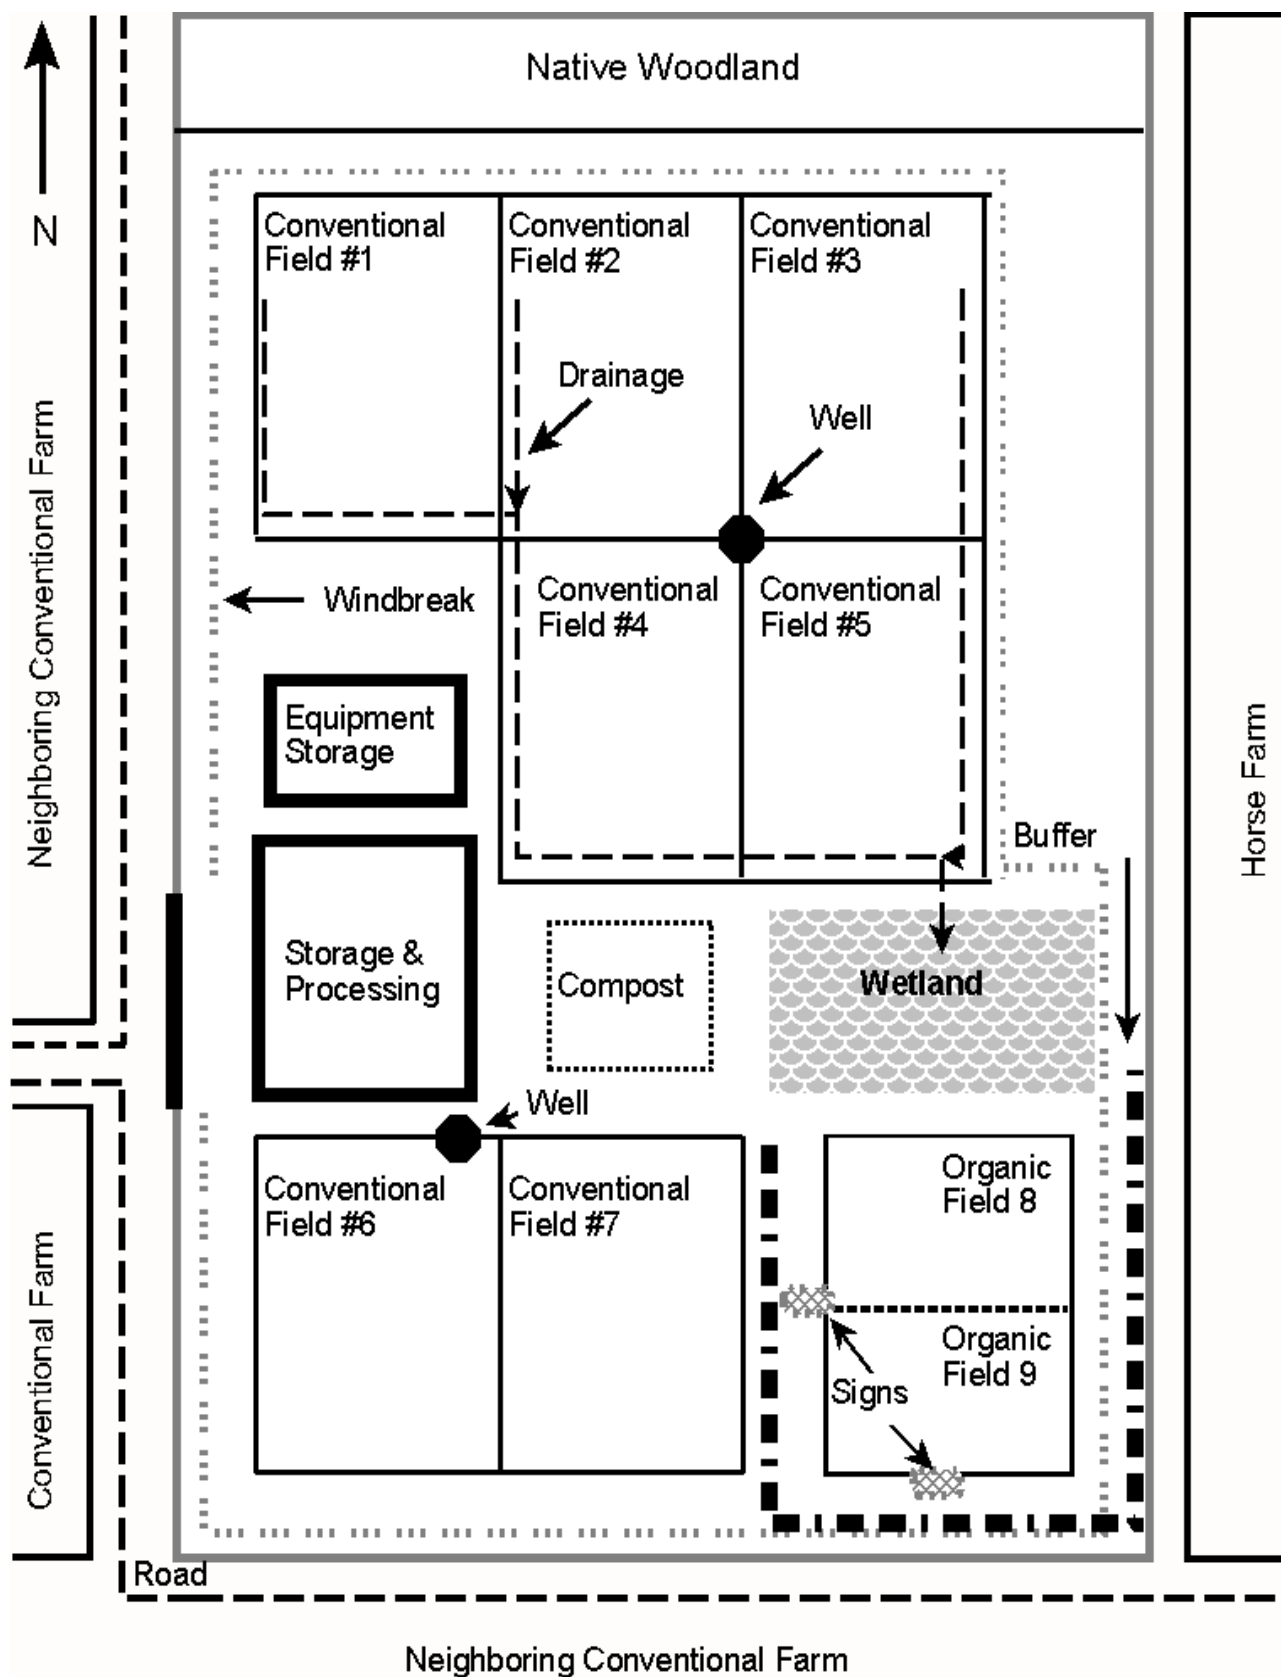 Native Woodland
N
Conventional
Field #1
Conventional
Field #2
Conventional
Field #3
Drainage
Well
Neighboring Conventional Farm
Windbreak
Conventional
Field #4
Conventional
Field #5
Equipment
Storage
Horse Farm
Buffer
Storage &
Processing
Compost
Wetland
Well
Conventional
Field #6
Conventional
Field #7
Organic
Field 8
Organic
Field 9
Signs
Conventional Farm
Road
Neighboring Conventional Farm